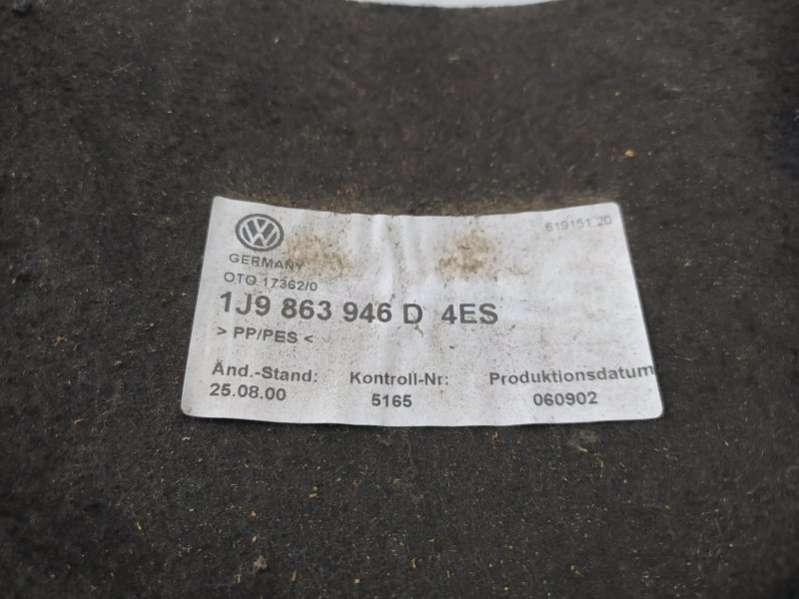 619151 20
GERMANY
OTO 17362/0
1J9 863 946 D 4ES
> PP/PES <
Änd.-Stand: Kontroll-Nr: Produktionsdatum
25.08.00 5165 060902